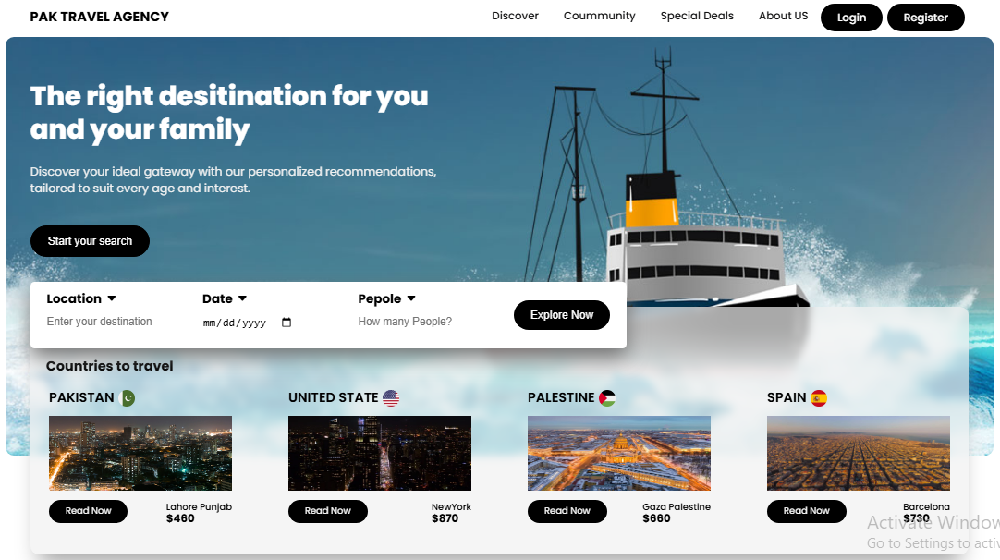 PAK TRAVEL AGENCY
Discover
Coummunity
Special Deals
About US
Login
Register
The right desitination for you
and your family
Discover your ideal gateway with our personalized recommendations,
tailored to suit every age and interest.
Start your search
Location
Date
Pepole
Enter your destination
mm/dd/yyyy
How many People?
Explore Now
Countries to travel
PAKISTAN
UNITED STATE
PALESTINE
SPAIN
Read Now
Lahore Punjab
$460
Read Now
NewYork
$870
Read Now
Gaza Palestine
$660
Read Now
Barcelona
$730
Activate Window
Go to Settings to activ